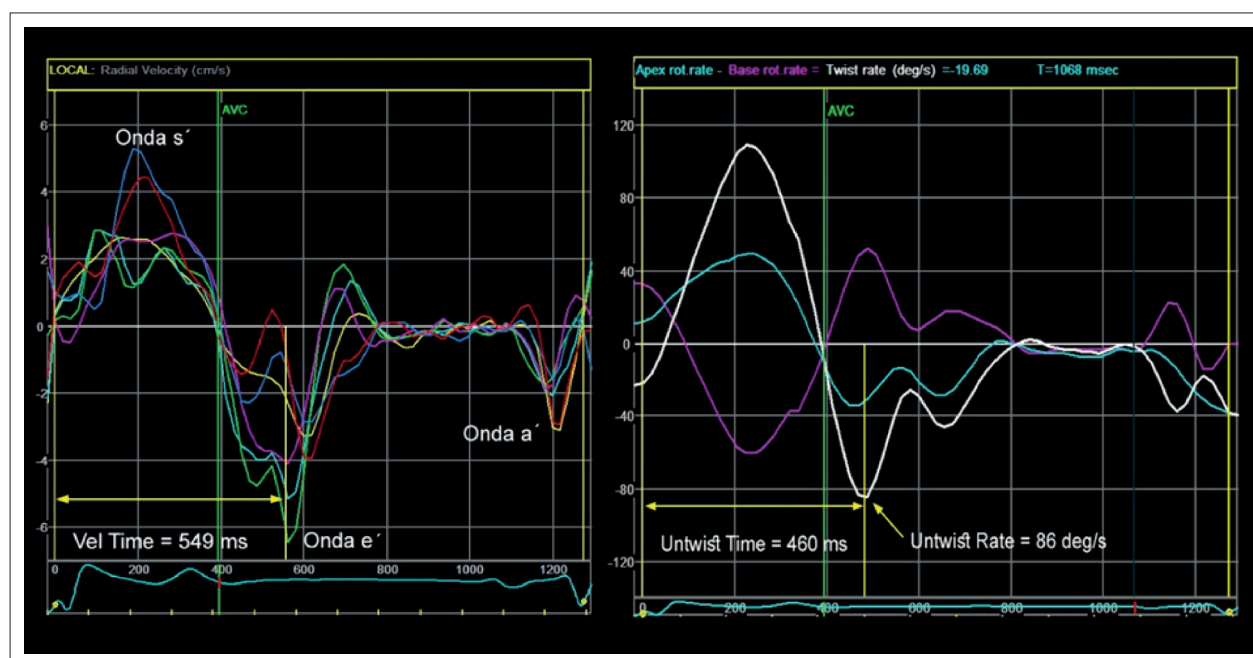 LOCAL: Radial Velocity (cm/s)
AVC
6
Onda s´
4
2
0
-2
Onda a´
-4
-6
Vel Time = 549 ms
Onda e´
0 200 400 600 800 1000 1200
Apex rot.rate - Base rot.rate = Twist rate (deg/s) =-19.69 T=1068 msec
AVC
120
80
40
0
-40
-80
Untwist Time = 460 ms
Untwist Rate = 86 deg/s
-120
0 200 400 600 800 1000 1200